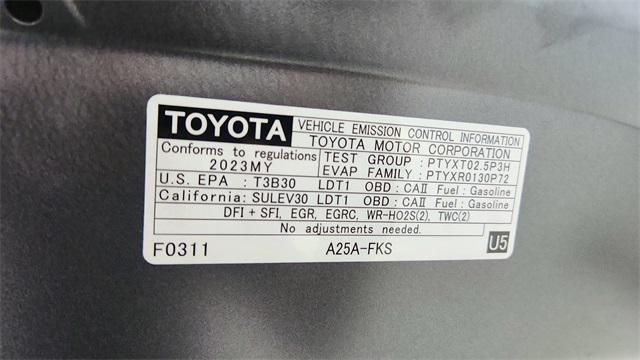 TOYOTA VEHICLE EMISSION CONTROL INFORMATION
TOYOTA MOTOR CORPORATION
Conforms to regulations
2023MY
TEST GROUP : PTYXT02.5P3H
EVAP FAMILY : PTYXR0130P72
U.S. EPA : T3B30 LDT1 OBD : CAII Fuel : Gasoline
California: SULEV30 LDT1 OBD : CAII Fuel : Gasoline
DFI + SFI, EGR, EGRC, WR-HO2S(2), TWC(2)
No adjustments needed.
F0311 A25A-FKS U5